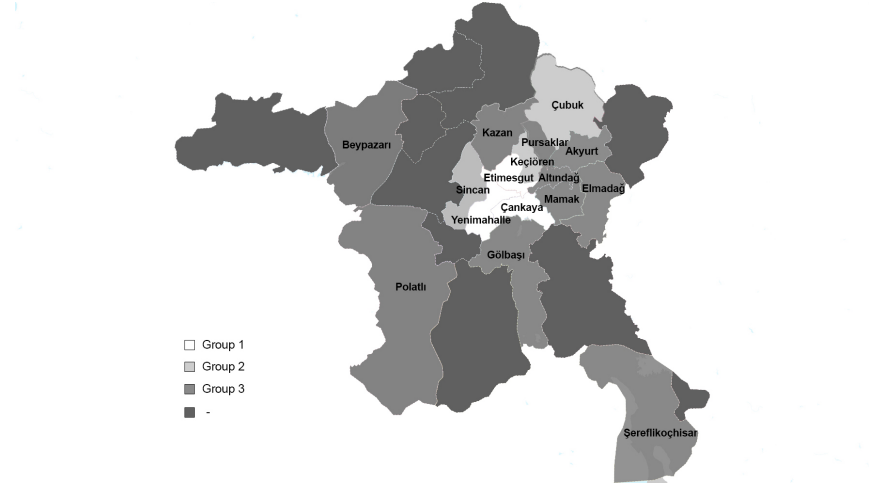 Çubuk
Kazan
Pursaklar
Beypazarı
Akyurt
Keçiören
Etimesgut
Altındağ
Sincan
Elmadağ
Mamak
Çankaya
Yenimahalle
Gölbaşı
Polatlı
Group 1
Group 2
Group 3
-
Şereflikoçhisar